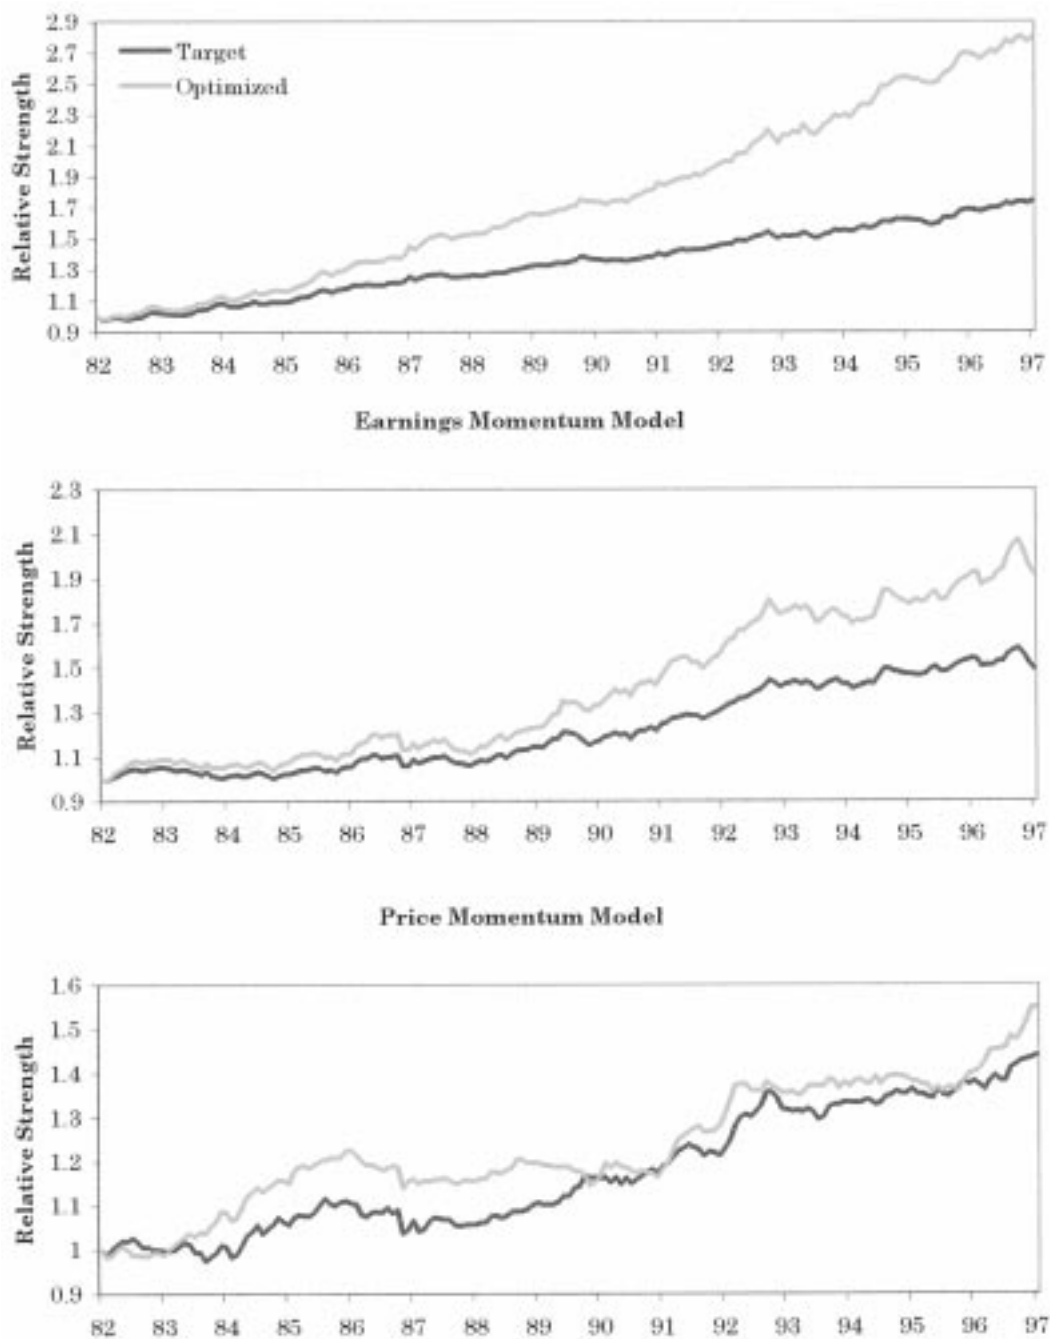 2.9
2.7
2.5
2.3
2.1
1.9
1.7
1.5
1.3
1.1
0.9
Relative Strength
Target
Optimized
82 83 84 85 86 87 88 89 90 91 92 93 94 95 96 97
Earnings Momentum Model
2.3
2.1
1.9
1.7
1.5
1.3
1.1
0.9
Relative Strength
82 83 84 85 86 87 88 89 90 91 92 93 94 95 96 97
Price Momentum Model
1.6
1.5
1.4
1.3
1.2
1.1
1
0.9
Relative Strength
82 83 84 85 86 87 88 89 90 91 92 93 94 95 96 97